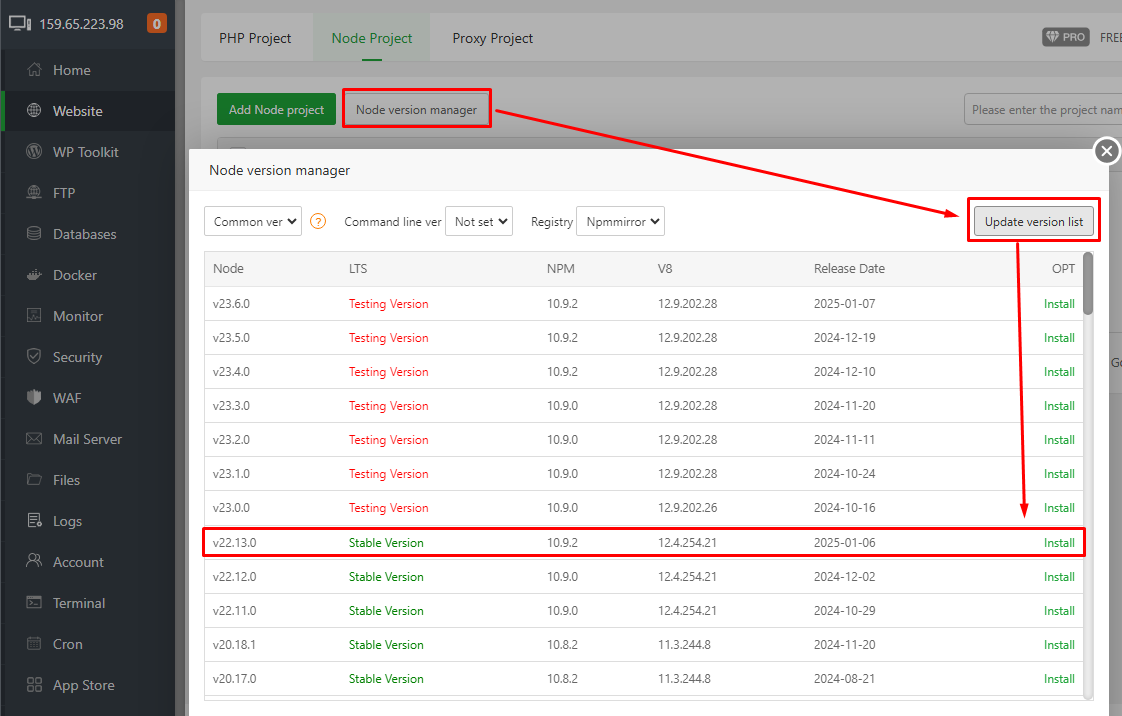 159.65.223.98 0
Home
Website
WP Toolkit
FTP
Databases
Docker
Monitor
Security
WAF
Mail Server
Files
Logs
Account
Terminal
Cron
App Store
PHP Project Node Project Proxy Project PRO FREE
Add Node project Node version manager Please enter the project nam
Node version manager
Common ver ? Command line ver Not set Registry Npmmirror Update version list
Node LTS NPM V8 Release Date OPT
v23.6.0 Testing Version 10.9.2 12.9.202.28 2025-01-07 Install
v23.5.0 Testing Version 10.9.2 12.9.202.28 2024-12-19 Install
v23.4.0 Testing Version 10.9.2 12.9.202.28 2024-12-10 Install
v23.3.0 Testing Version 10.9.0 12.9.202.28 2024-11-20 Install
v23.2.0 Testing Version 10.9.0 12.9.202.28 2024-11-11 Install
v23.1.0 Testing Version 10.9.0 12.9.202.28 2024-10-24 Install
v23.0.0 Testing Version 10.9.0 12.9.202.26 2024-10-16 Install
v22.13.0 Stable Version 10.9.2 12.4.254.21 2025-01-06 Install
v22.12.0 Stable Version 10.9.0 12.4.254.21 2024-12-02 Install
v22.11.0 Stable Version 10.9.0 12.4.254.21 2024-10-29 Install
v20.18.1 Stable Version 10.8.2 11.3.244.8 2024-11-20 Install
v20.17.0 Stable Version 10.8.2 11.3.244.8 2024-08-21 Install